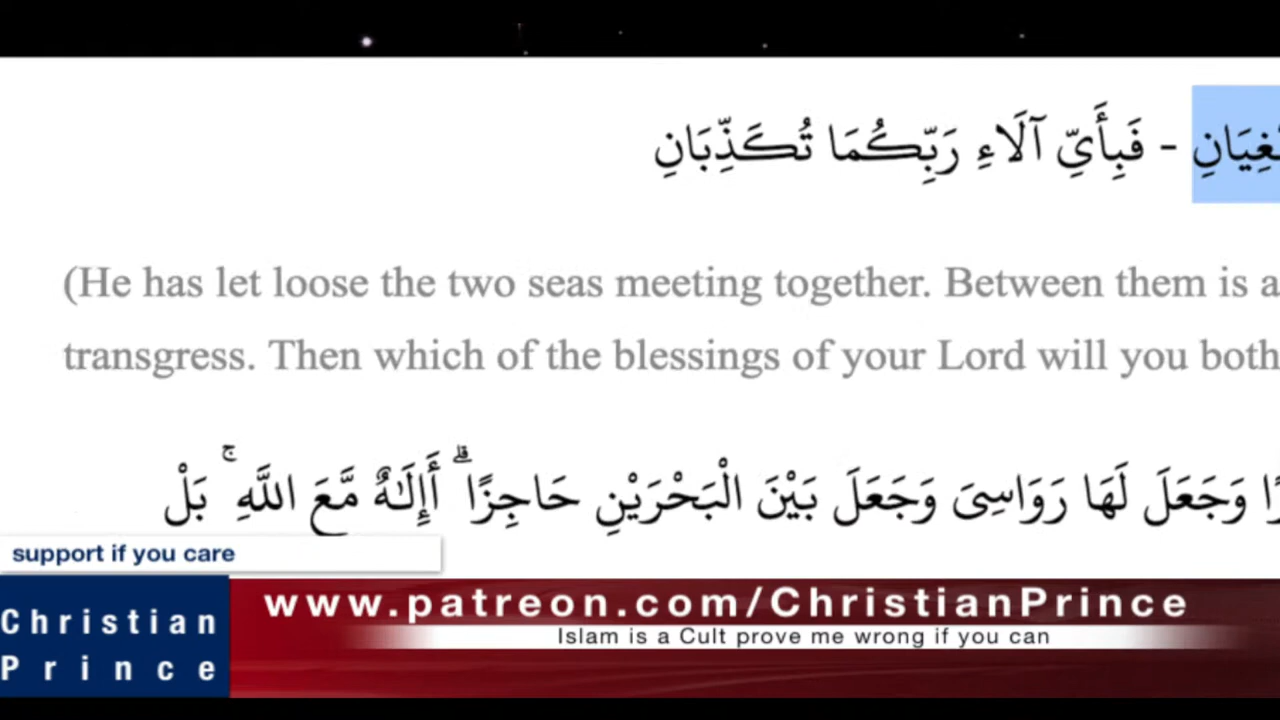 فَبِأَيِّ آلَاءِ رَبِّكُمَا تُكَذِّبَانِ -
(He has let loose the two seas meeting together. Between them is a
transgress. Then which of the blessings of your Lord will you both
وَجَعَلَ لَهَا رَوَاسِىَ وَجَعَلَ بَيْنَ الْبَحْرَيْنِ حَاجِزًا ۗ أَإِلَـٰهٌ مَّعَ اللَّهِ ۚ بَلْ
support if you care
Christian
Prince
www.patreon.com/ChristianPrince
Islam is a Cult prove me wrong if you can